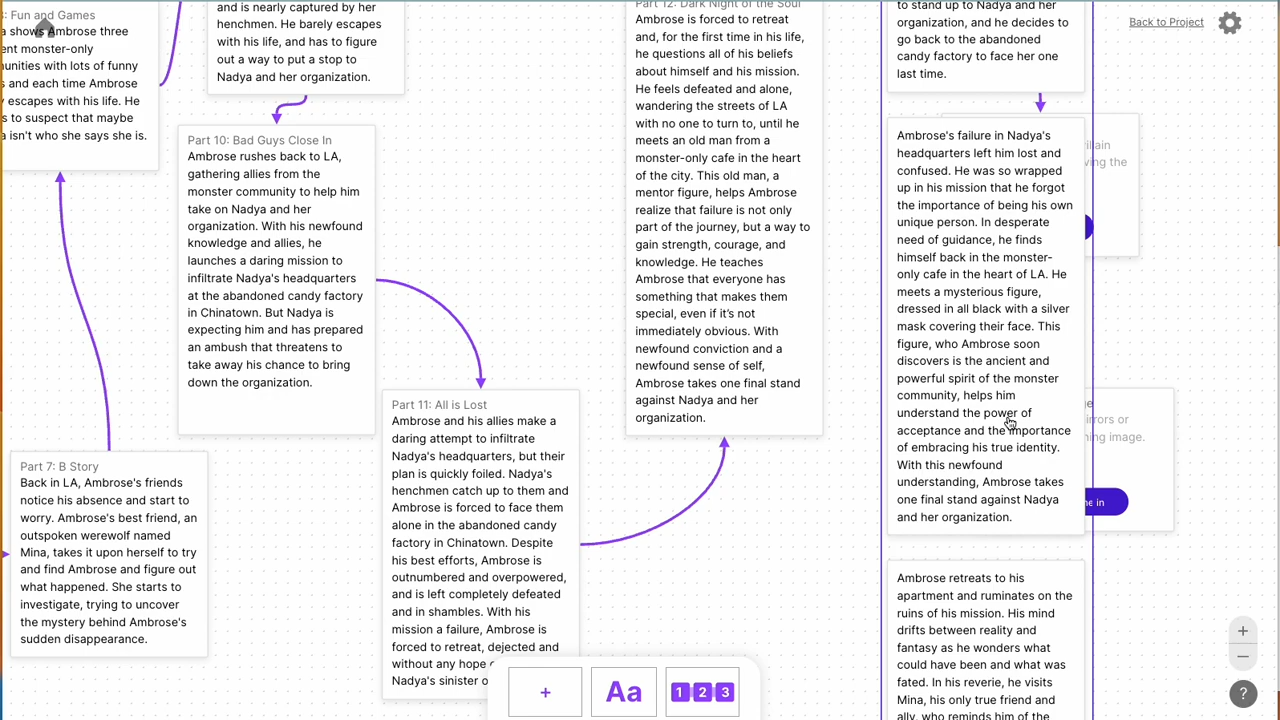 : Fun and Games
a shows Ambrose three
ent monster-only
unities with lots of funny
s and each time Ambrose
y escapes with his life. He
s to suspect that maybe
a isn't who she says she is.
and is nearly captured by her
henchmen. He barely escapes
with his life, and has to figure
out a way to put a stop to
Nadya and her organization.
Part 10: Bad Guys Close In
Ambrose rushes back to LA,
gathering allies from the
monster community to help him
take on Nadya and her
organization. With his newfound
knowledge and allies, he
launches a daring mission to
infiltrate Nadya's headquarters
at the abandoned candy factory
in Chinatown. But Nadya is
expecting him and has prepared
an ambush that threatens to
take away his chance to bring
down the organization.
Part 7: B Story
Back in LA, Ambrose's friends
notice his absence and start to
worry. Ambrose's best friend, an
outspoken werewolf named
Mina, takes it upon herself to try
and find Ambrose and figure out
what happened. She starts to
investigate, trying to uncover
the mystery behind Ambrose's
sudden disappearance.
Part 11: All is Lost
Ambrose and his allies make a
daring attempt to infiltrate
Nadya's headquarters, but their
plan is quickly foiled. Nadya's
henchmen catch up to them and
Ambrose is forced to face them
alone in the abandoned candy
factory in Chinatown. Despite
his best efforts, Ambrose is
outnumbered and overpowered,
and is left completely defeated
and in shambles. With his
mission a failure, Ambrose is
forced to retreat, dejected and
without any hope
Nadya's sinister o
Part 12: Dark Night of the Soul
Ambrose is forced to retreat
and, for the first time in his life,
he questions all of his beliefs
about himself and his mission.
He feels defeated and alone,
wandering the streets of LA
with no one to turn to, until he
meets an old man from a
monster-only cafe in the heart
of the city. This old man, a
mentor figure, helps Ambrose
realize that failure is not only
part of the journey, but a way to
gain strength, courage, and
knowledge. He teaches
Ambrose that everyone has
something that makes them
special, even if it's not
immediately obvious. With
newfound conviction and a
newfound sense of self,
Ambrose takes one final stand
against Nadya and her
organization.
to stand up to Nadya and her
organization, and he decides to
go back to the abandoned
candy factory to face her one
last time.
Ambrose's failure in Nadya's
headquarters left him lost and
confused. He was so wrapped
up in his mission that he forgot
the importance of being his own
unique person. In desperate
need of guidance, he finds
himself back in the monster-
only cafe in the heart of LA. He
meets a mysterious figure,
dressed in all black with a silver
mask covering their face. This
figure, who Ambrose soon
discovers is the ancient and
powerful spirit of the monster
community, helps him
understand the power of
acceptance and the importance
of embracing his true identity.
With this newfound
understanding, Ambrose takes
one final stand against Nadya
and her organization.
Ambrose retreats to his
apartment and ruminates on the
ruins of his mission. His mind
drifts between reality and
fantasy as he wonders what
could have been and what was
fated. In his reverie, he visits
Mina, his only true friend and
ally, who reminds him of the
illain
ving the
e
irrors or
ning image.
ne in
Back to Project
+
Aa
1 2 3
+
−
?